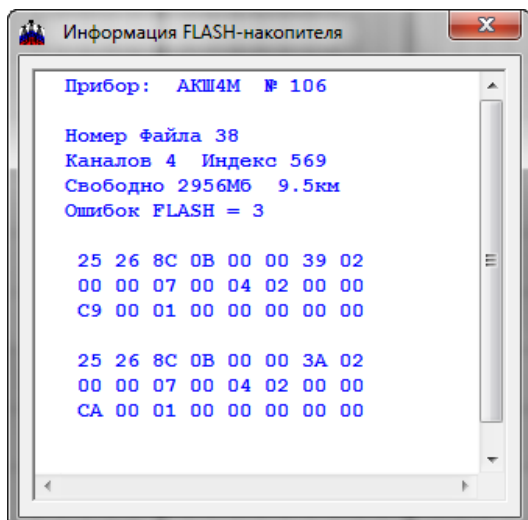 Информация FLASH-накопителя
Прибор: АКШ4М № 106
Номер Файла 38
Каналов 4 Индекс 569
Свободно 2956Мб 9.5км
Ошибок FLASH = 3
25 26 8C 0B 00 00 39 02
00 00 07 00 04 02 00 00
C9 00 01 00 00 00 00 00
25 26 8C 0B 00 00 3A 02
00 00 07 00 04 02 00 00
CA 00 01 00 00 00 00 00